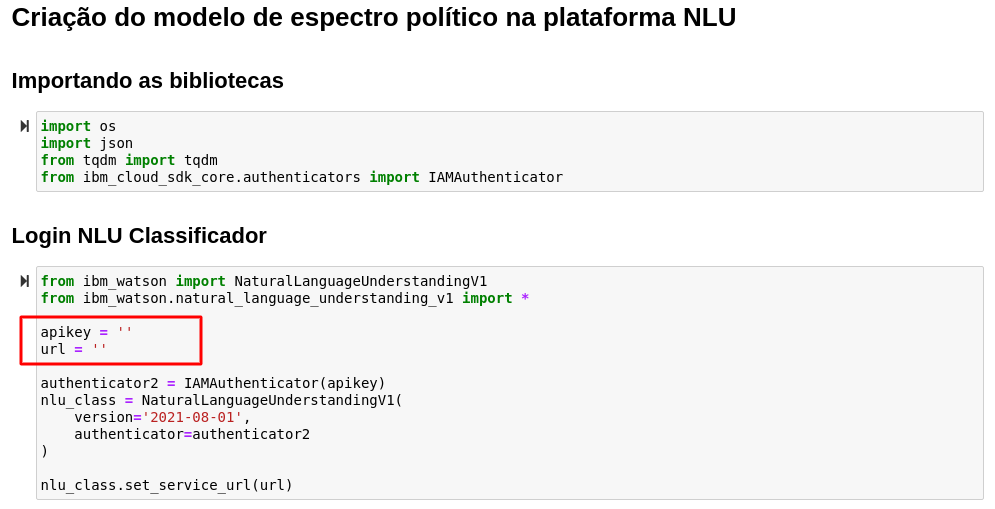 Criação do modelo de espectro político na plataforma NLU
Importando as bibliotecas
import os
import json
from tqdm import tqdm
from ibm_cloud_sdk_core.authenticators import IAMAuthenticator
Login NLU Classificador
from ibm_watson import NaturalLanguageUnderstandingV1
from ibm_watson.natural_language_understanding_v1 import *
apikey = ''
url = ''
authenticator2 = IAMAuthenticator(apikey)
nlu_class = NaturalLanguageUnderstandingV1(
    version='2021-08-01',
    authenticator=authenticator2
)
nlu_class.set_service_url(url)